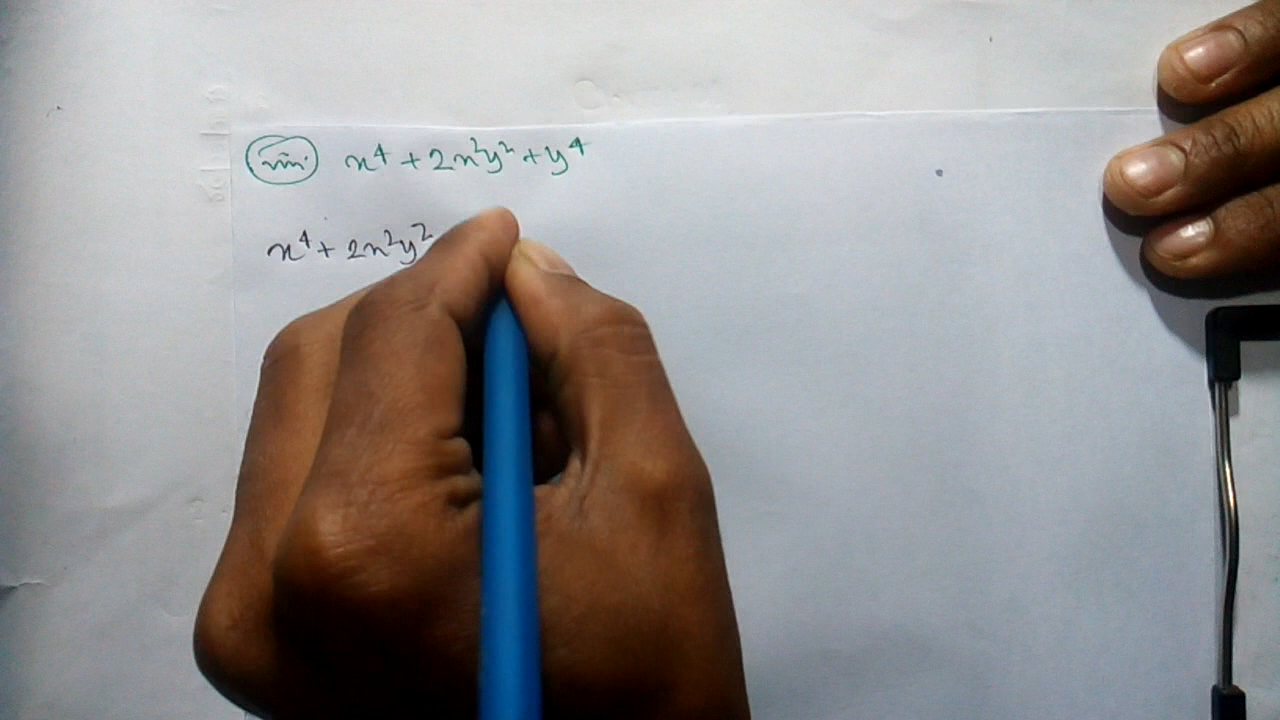 (viii) x⁴ + 2x²y² + y⁴
x⁴ + 2x²y²